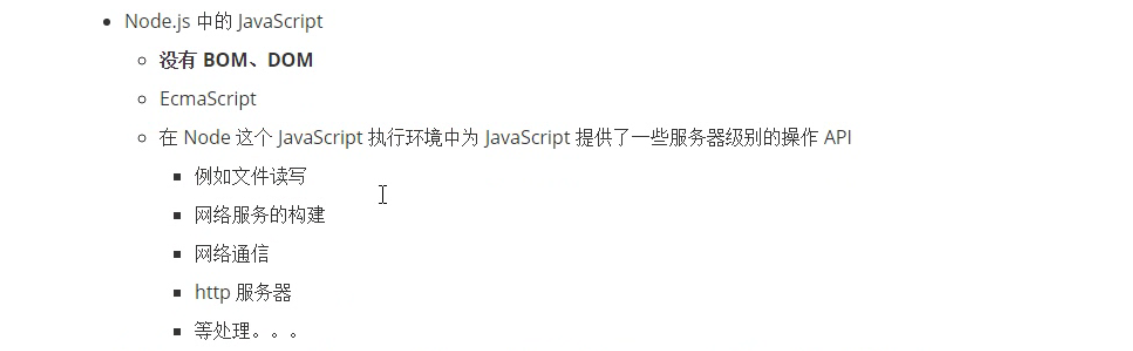 Node.js 中的 JavaScript
没有 BOM、DOM
EcmaScript
在 Node 这个 JavaScript 执行环境中为 JavaScript 提供了一些服务器级别的操作 API
例如文件读写
网络服务的构建
网络通信
http 服务器
等处理。。。